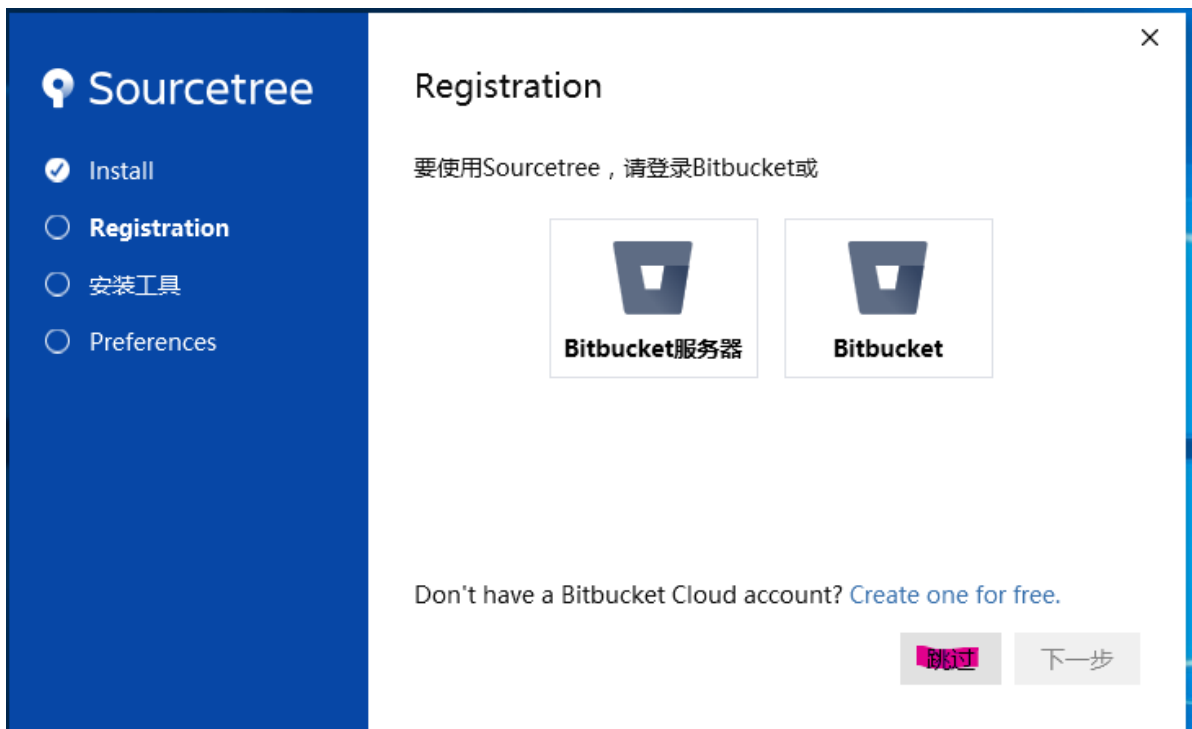 Sourcetree
Install
Registration
安装工具
Preferences
Registration
要使用Sourcetree，请登录Bitbucket或
Bitbucket服务器
Bitbucket
Don't have a Bitbucket Cloud account? Create one for free.
跳过
下一步